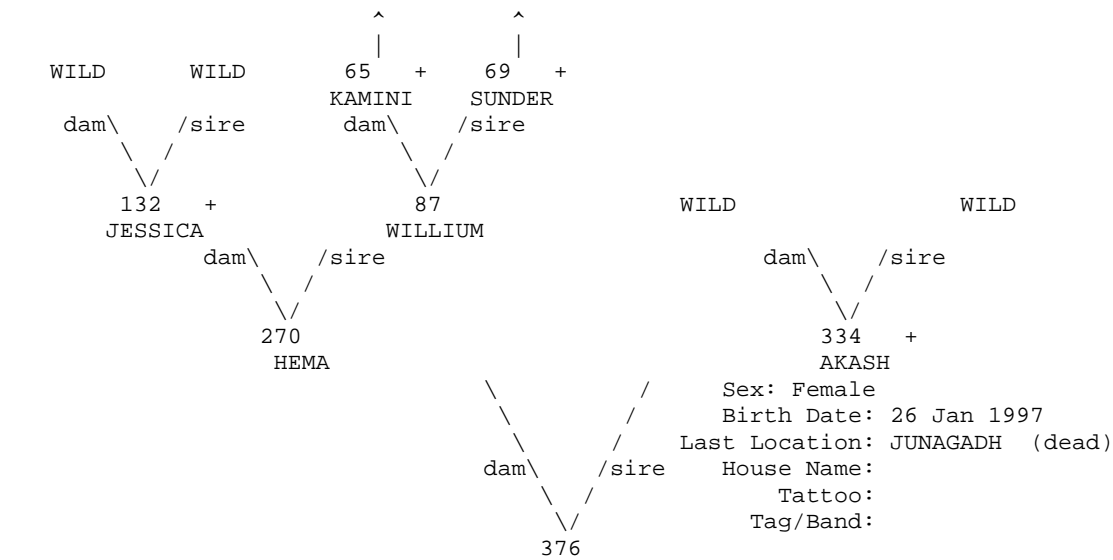 ^ ^
| |
WILD WILD 65 + 69 +
KAMINI SUNDER
dam\ /sire dam\ /sire
\ / \ /
\/ \/
132 + 87 WILD WILD
JESSICA WILLIUM
dam\ /sire dam\ /sire
\ / \ /
\/ \/
270 334 +
HEMA AKASH
\ / Sex: Female
\ / Birth Date: 26 Jan 1997
\ / Last Location: JUNAGADH (dead)
dam\ /sire House Name:
\ / Tattoo:
\/ Tag/Band:
376